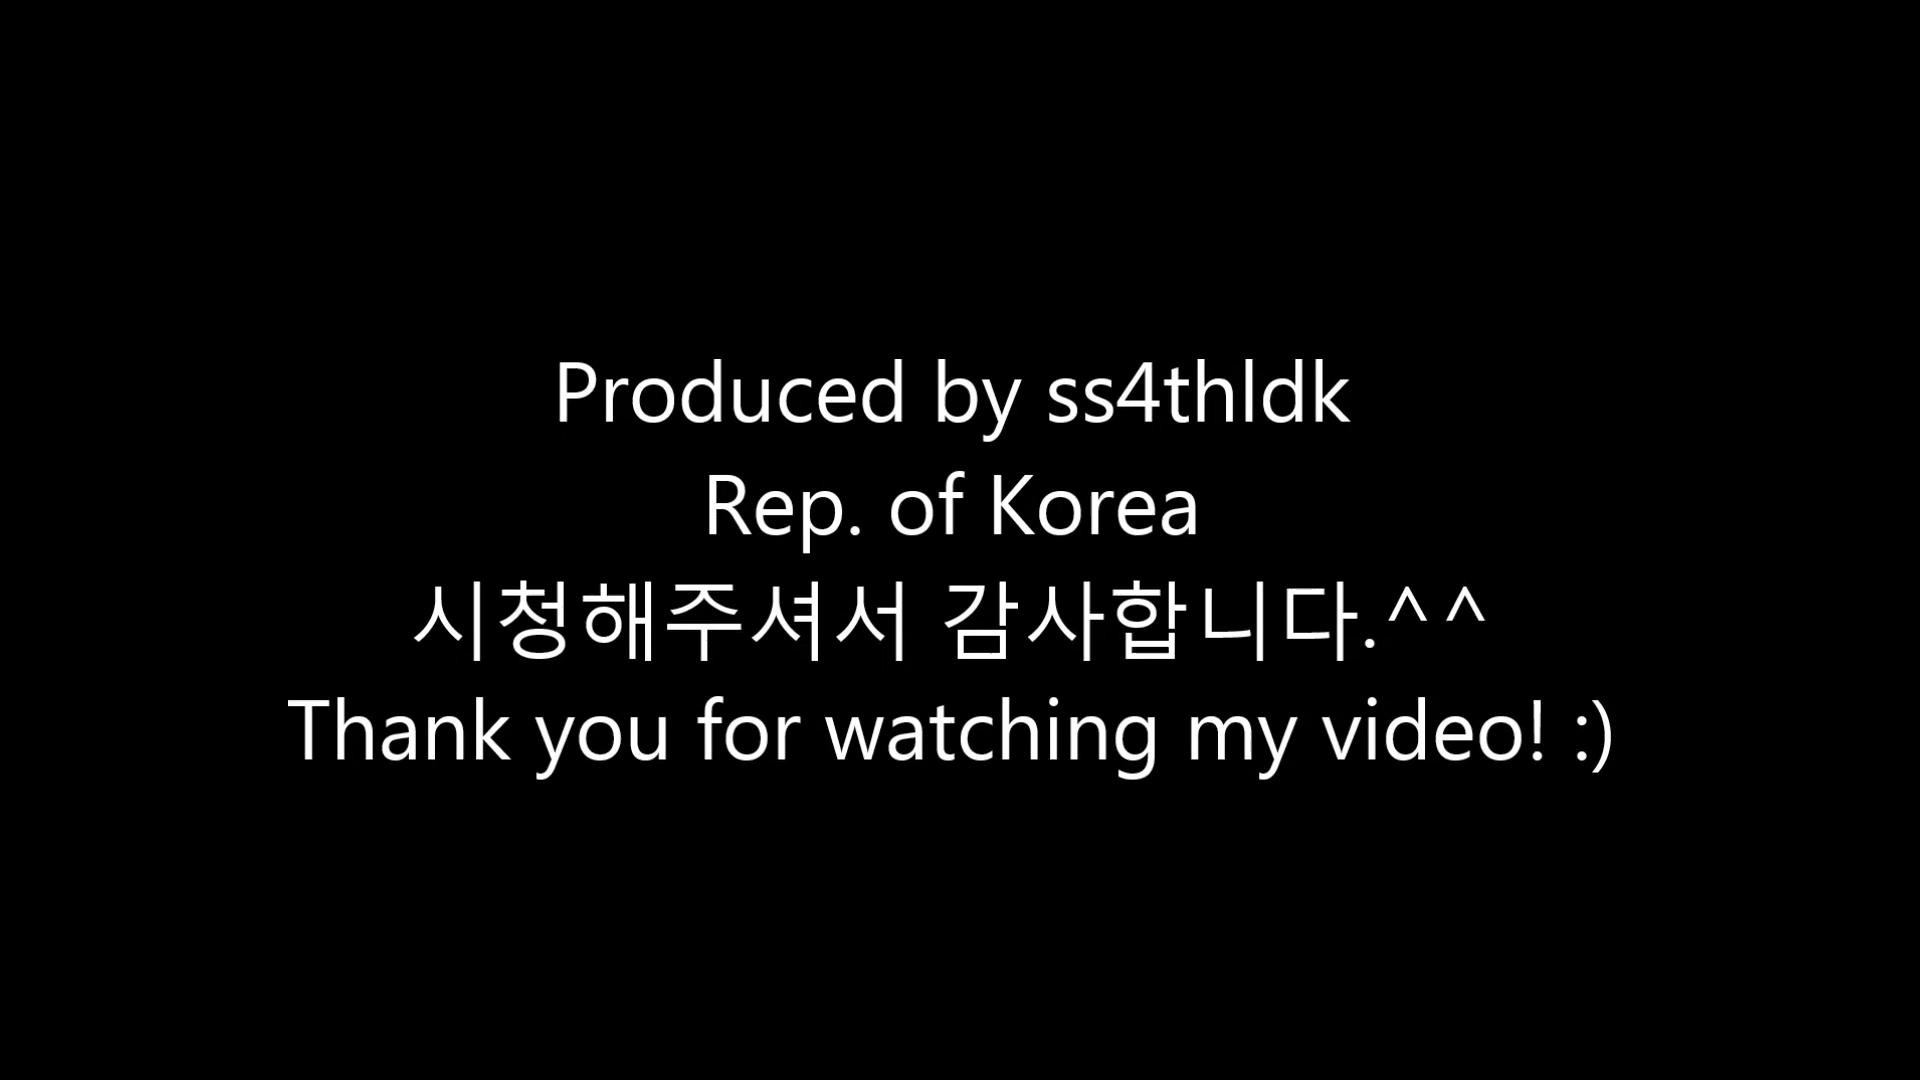 Produced by ss4thldk
Rep. of Korea
시청해주셔서 감사합니다.^^
Thank you for watching my video! :)